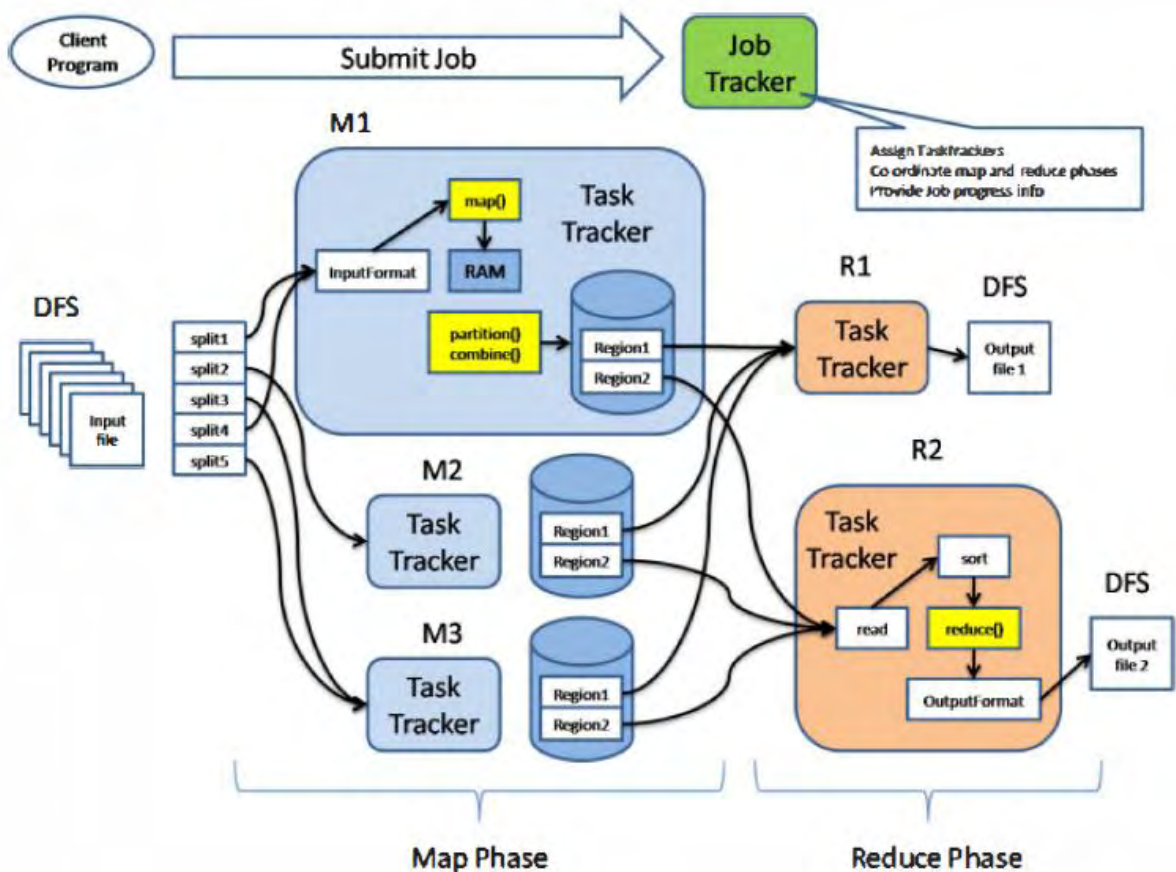 Client
Program
Submit Job
Job
Tracker
Assign Tasktrackers
Co ordinate map and reduce phases
Provide Job progress info
M1
map()
Task
Tracker
InputFormat
RAM
partition()
combine()
Region1
Region2
DFS
Input
file
split1
split2
split3
split4
split5
R1
Task
Tracker
DFS
Output
file 1
M2
Task
Tracker
Region1
Region2
R2
Task
Tracker
sort
read
reduce()
OutputFormat
DFS
Output
file 2
M3
Task
Tracker
Region1
Region2
Map Phase
Reduce Phase